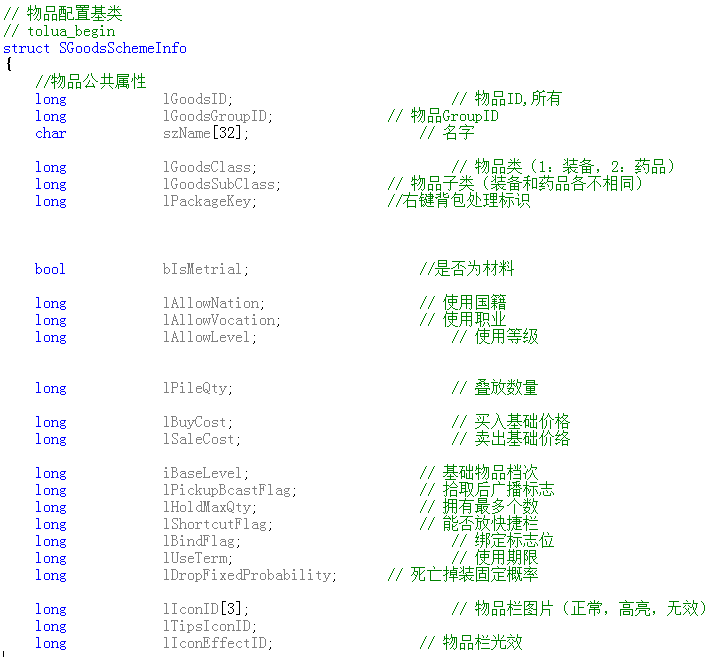 // 物品配置基类
// tolua_begin
struct SGoodsSchemeInfo
{
//物品公共属性
long lGoodsID; // 物品ID,所有
long lGoodsGroupID; // 物品GroupID
char szName[32]; // 名字
long lGoodsClass; // 物品类（1：装备，2：药品）
long lGoodsSubClass; // 物品子类（装备和药品各不相同）
long lPackageKey; //右键背包处理标识
bool bIsMetrial; //是否为材料
long lAllowNation; // 使用国籍
long lAllowVocation; // 使用职业
long lAllowLevel; // 使用等级
long lPileQty; // 叠放数量
long lBuyCost; // 买入基础价格
long lSaleCost; // 卖出基础价络
long iBaseLevel; // 基础物品档次
long lPickupBcastFlag; // 拾取后广播标志
long lHoldMaxQty; // 拥有最多个数
long lShortcutFlag; // 能否放快捷栏
long lBindFlag; // 绑定标志位
long lUseTerm; // 使用期限
long lDropFixedProbability; // 死亡掉装固定概率
long lIconID[3]; // 物品栏图片（正常，高亮，无效）
long lTipsIconID;
long lIconEffectID; // 物品栏光效